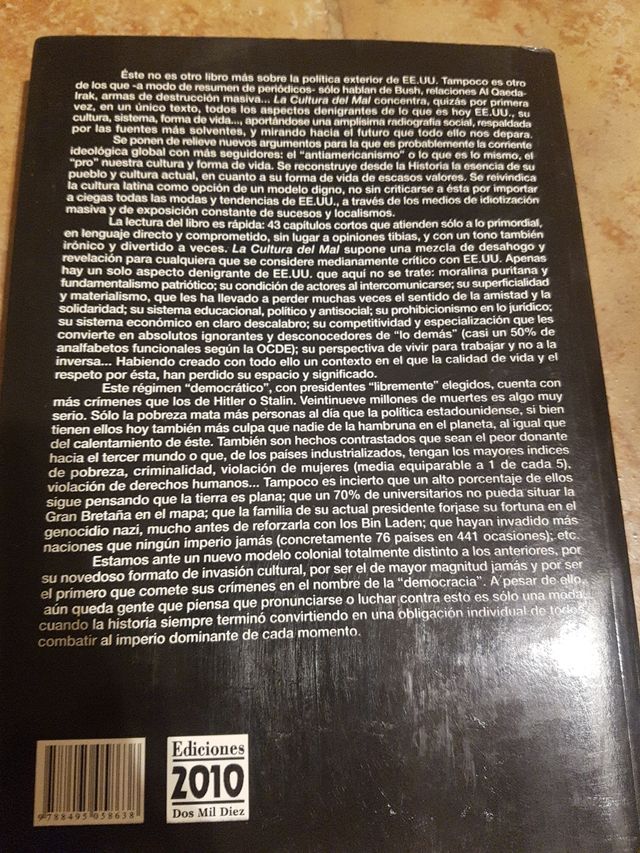 Éste no es otro libro más sobre la política exterior de EE.UU. Tampoco es otro
de los que -a modo de resumen de periódicos- sólo hablan de Bush, relaciones Al Qaeda-
Irak, armas de destrucción masiva... La Cultura del Mal concentra, quizás por primera
vez, en un único texto, todos los aspectos denigrantes de lo que es hoy EE.UU., su
cultura, sistema, forma de vida..., aportándose una amplísima radiografía social, respaldada
por las fuentes más solventes, y mirando hacia el futuro que todo ello nos depara.
Se ponen de relieve nuevos argumentos para la que es probablemente la corriente
ideológica global con más seguidores: el “antiamericanismo” o lo que es lo mismo, el
“pro” nuestra cultura y forma de vida. Se reconstruye desde la Historia la esencia de su
pueblo y cultura actual, en cuanto a su forma de vida de escasos valores. Se reivindica
la cultura latina como opción de un modelo digno, no sin criticarse a ésta por importar
a ciegas todas las modas y tendencias de EE.UU., a través de los medios de idiotización
masiva y de exposición constante de sucesos y localismos.
La lectura del libro es rápida: 43 capítulos cortos que atienden sólo a lo primordial,
en lenguaje directo y comprometido, sin lugar a opiniones tibias, y con un tono también
irónico y divertido a veces. La Cultura del Mal supone una mezcla de desahogo y
revelación para cualquiera que se considere medianamente crítico con EE.UU. Apenas
hay un solo aspecto denigrante de EE.UU. que aquí no se trate: moralina puritana y
fundamentalismo patriótico; su condición de actores al intercomunicarse; su superficialidad
y materialismo, que les ha llevado a perder muchas veces el sentido de la amistad y la
solidaridad; su sistema educacional, político y antisocial; su prohibicionismo en lo jurídico;
su sistema económico en claro descalabro; su competitividad y especialización que les
convierte en absolutos ignorantes y desconocedores de “lo demás” (casi un 50% de
analfabetos funcionales según la OCDE); su perspectiva de vivir para trabajar y no a la
inversa... Habiendo creado con todo ello un contexto en el que la calidad de vida y el
respeto por ésta, han perdido su espacio y significado.
Este régimen “democrático”, con presidentes “libremente” elegidos, cuenta con
más crímenes que los de Hitler o Stalin. Veintinueve millones de muertes es algo muy
serio. Sólo la pobreza mata más personas al día que la política estadounidense, si bien
tienen ellos hoy también más culpa que nadie de la hambruna en el planeta, al igual que
del calentamiento de éste. También son hechos contrastados que sean el peor donante
hacia el tercer mundo o que, de los países industrializados, tengan los mayores índices
de pobreza, criminalidad, violación de mujeres (media equiparable a 1 de cada 5),
violación de derechos humanos... Tampoco es incierto que un alto porcentaje de ellos
sigue pensando que la tierra es plana; que un 70% de universitarios no pueda situar la
Gran Bretaña en el mapa; que la familia de su actual presidente forjase su fortuna en el
genocidio nazi, mucho antes de reforzarla con los Bin Laden; que hayan invadido más
naciones que ningún imperio jamás (concretamente 76 países en 441 ocasiones); etc.
Estamos ante un nuevo modelo colonial totalmente distinto a los anteriores, por
su novedoso formato de invasión cultural, por ser el de mayor magnitud jamás y por ser
el primero que comete sus crímenes en el nombre de la “democracia”. A pesar de ello,
aún queda gente que piensa que pronunciarse o luchar contra esto es sólo una moda,
cuando la historia siempre terminó convirtiendo en una obligación individual de todos
combatir al imperio dominante de cada momento.
9788495058638
Ediciones
2010
Dos Mil Diez